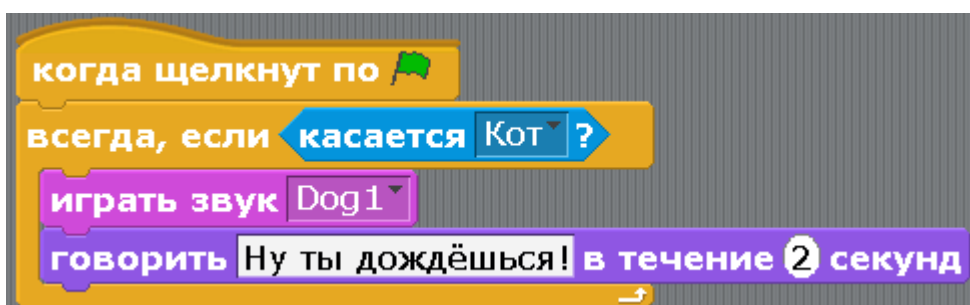 когда щелкнут по
всегда, если касается Кот ?
играть звук Dog1
говорить Ну ты дождёшься! в течение 2 секунд